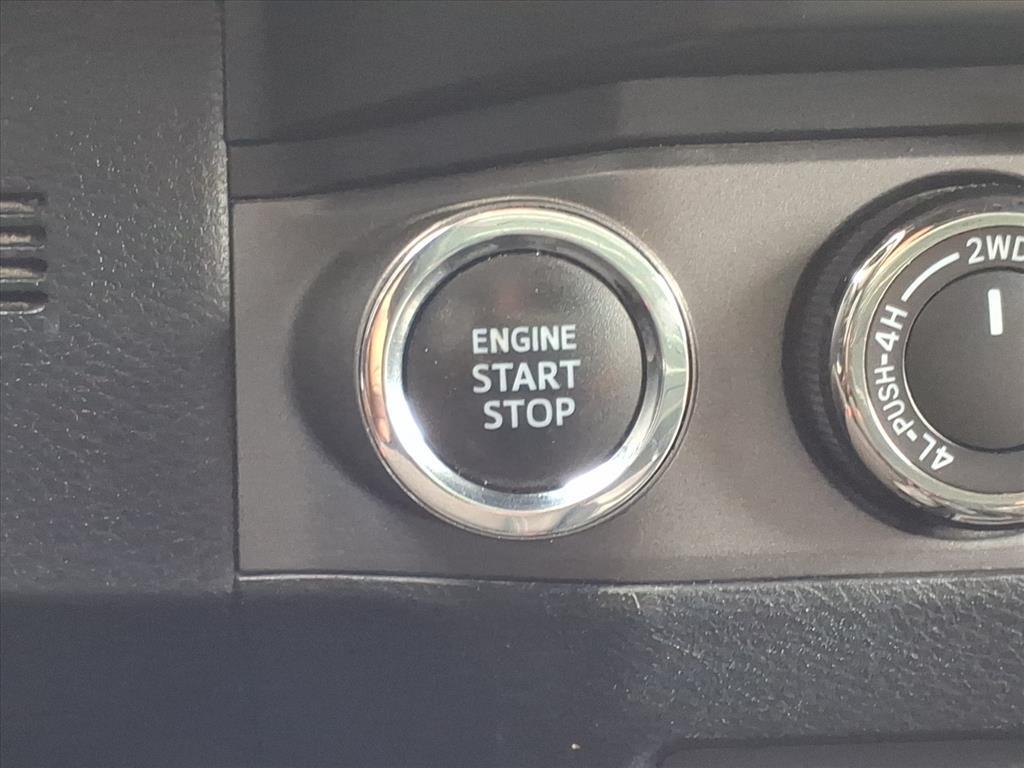 ENGINE
START
STOP
2WD
4L-PUSH-4H